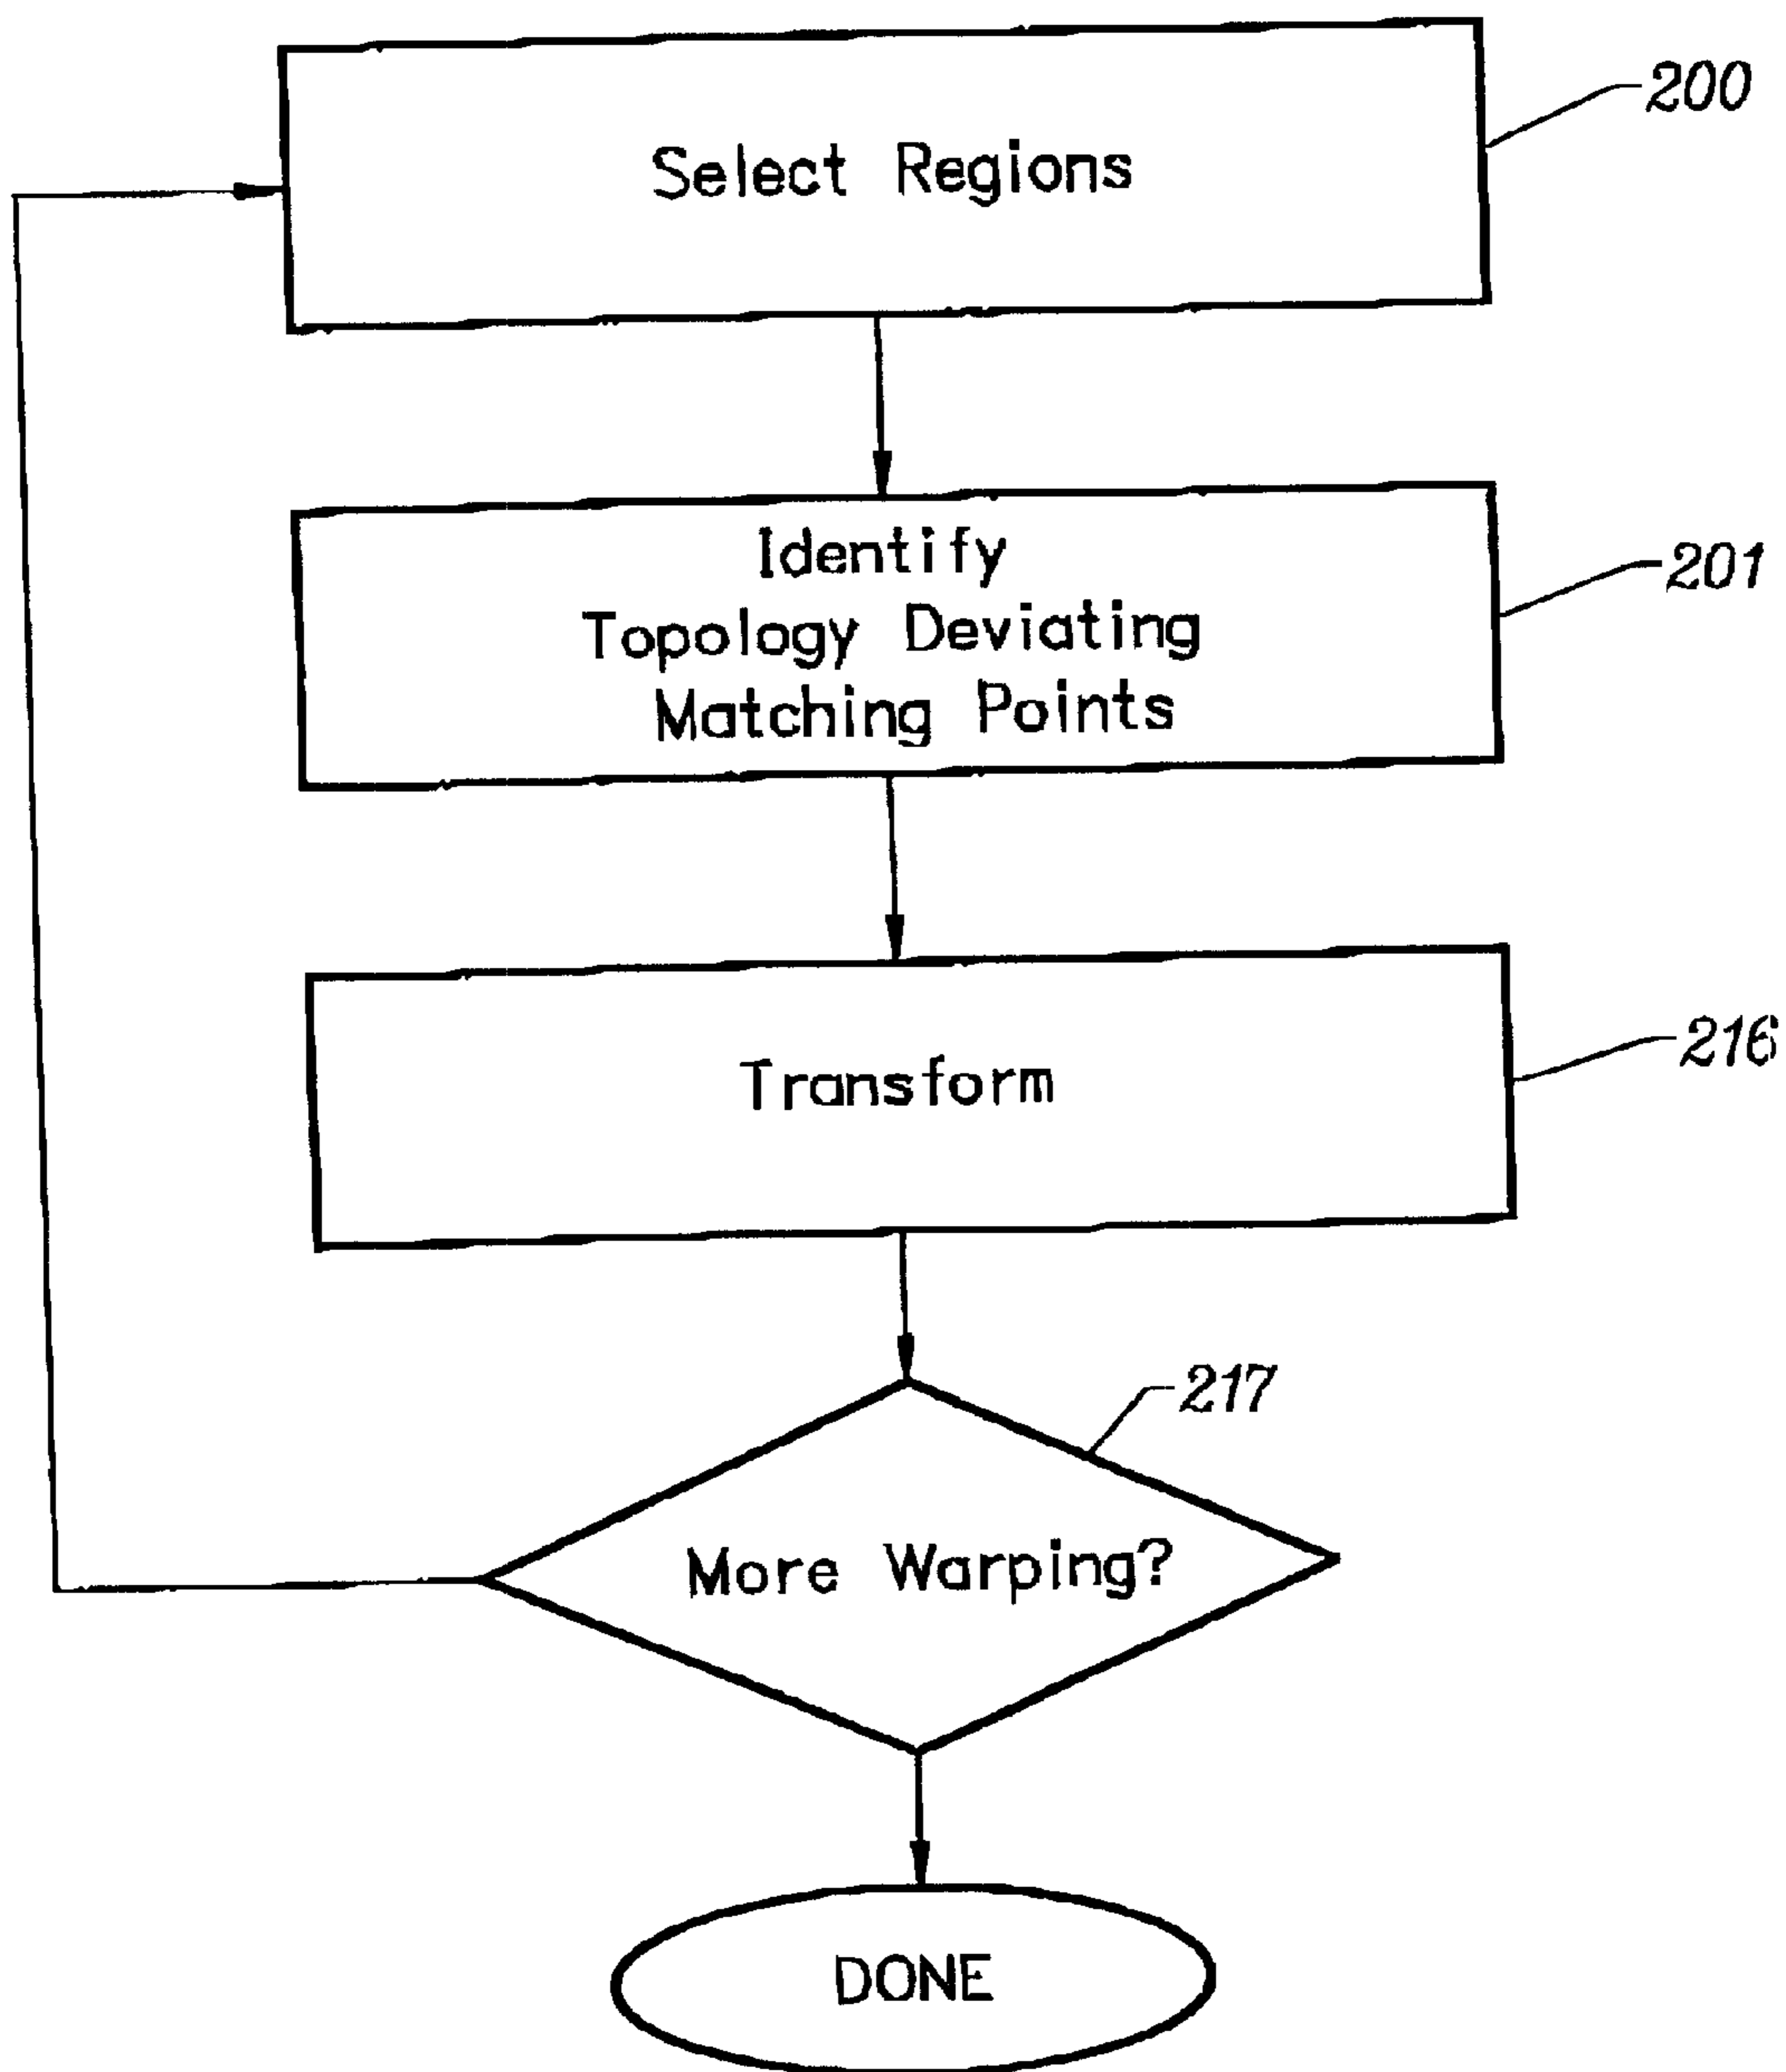 Select Regions
200
Identify
Topology Deviating
Matching Points
201
Transform
216
217
More Warping?
DONE